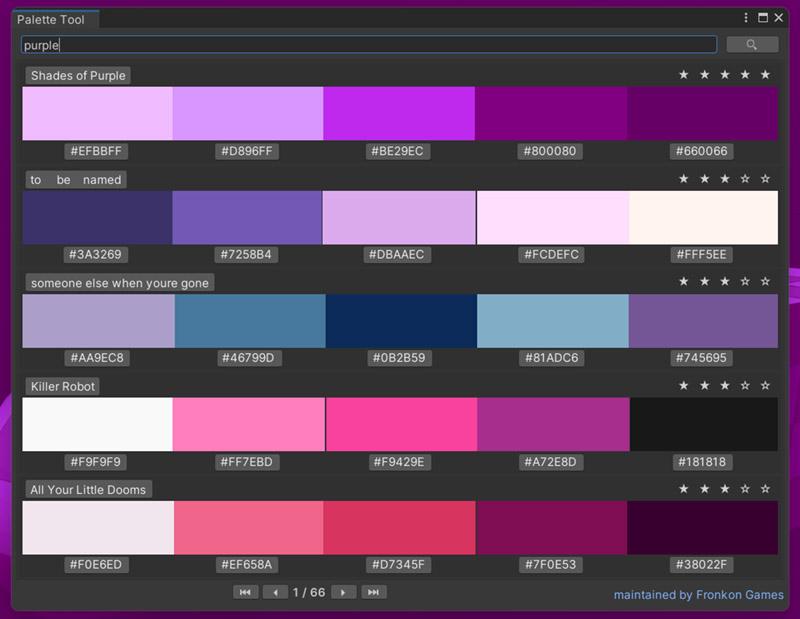 Palette Tool
purple
Shades of Purple ★ ★ ★ ★ ★
#EFBBFF #D896FF #BE29EC #800080 #660066
to be named ★ ★ ★ ☆ ☆
#3A3269 #7258B4 #DBAAEC #FCDEFC #FFF5EE
someone else when youre gone ★ ★ ★ ☆ ☆
#AA9EC8 #46799D #0B2B59 #81ADC6 #745695
Killer Robot ★ ★ ★ ☆ ☆
#F9F9F9 #FF7EBD #F9429E #A72E8D #181818
All Your Little Dooms ★ ★ ★ ☆ ☆
#F0E6ED #EF658A #D7345F #7F0E53 #38022F
1 / 66
maintained by Fronkon Games